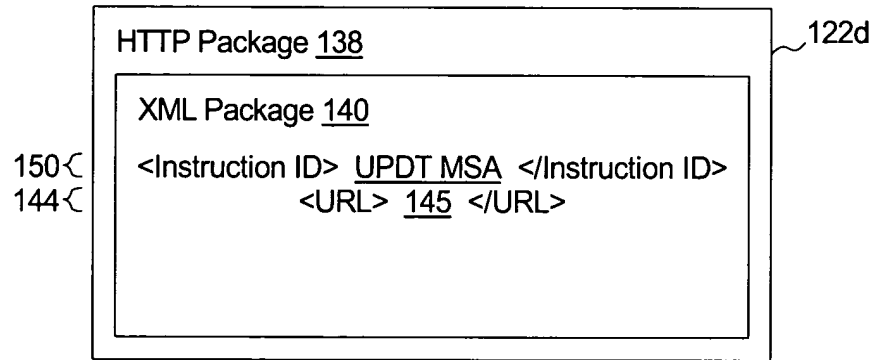 HTTP Package 138
122d
XML Package 140
150 { <Instruction ID> UPDT MSA </Instruction ID>
144 { <URL> 145 </URL>